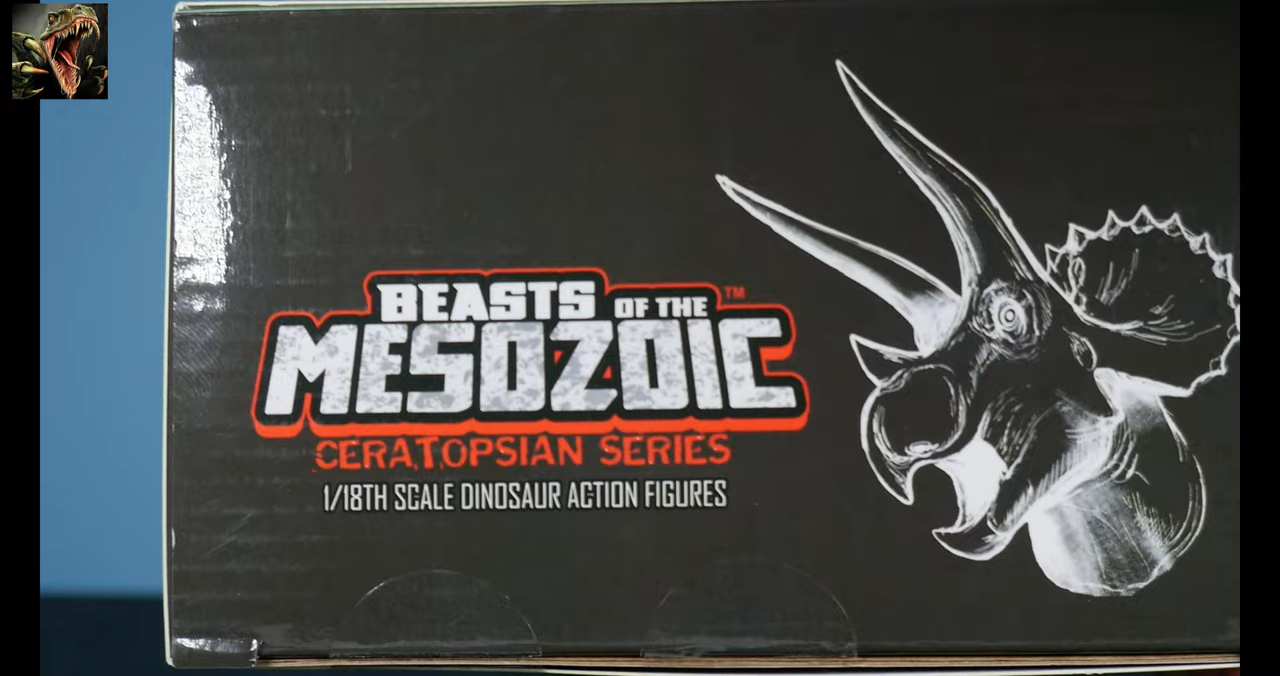 BEASTS OF THE ™
MESOZOIC
CERATOPSIAN SERIES
1/18TH SCALE DINOSAUR ACTION FIGURES